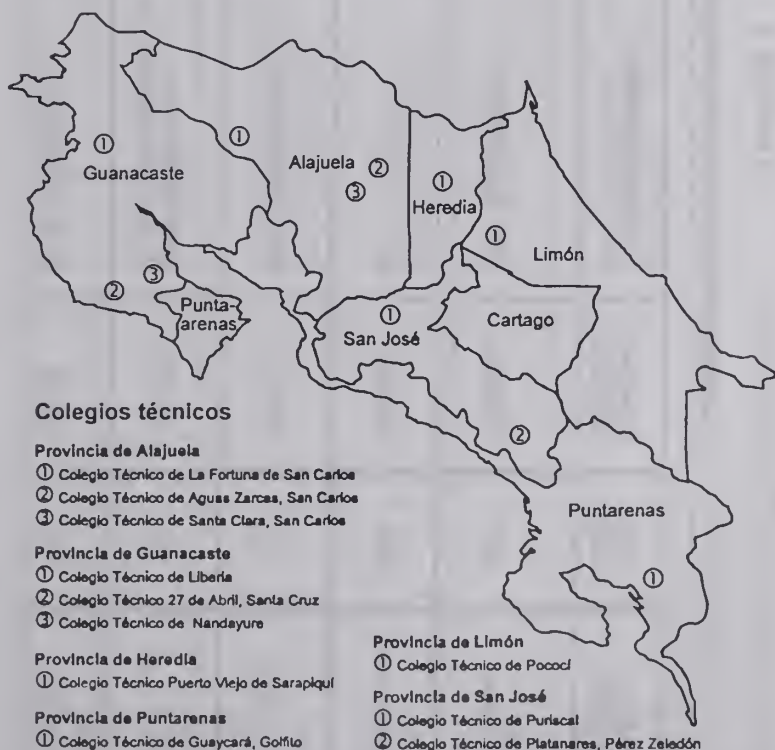 ①
Guanacaste
①
Alajuela
②
③
①
Heredia
①
Limón
②
③
Punta-
arenas
①
San José
Cartago
②
Puntarenas
①
Colegios técnicos
Provincia de Alajuela
① Colegio Técnico de La Fortuna de San Carlos
② Colegio Técnico de Aguas Zarcas, San Carlos
③ Colegio Técnico de Santa Clara, San Carlos
Provincia de Guanacaste
① Colegio Técnico de Liberia
② Colegio Técnico 27 de Abril, Santa Cruz
③ Colegio Técnico de Nandayure
Provincia de Heredia
① Colegio Técnico Puerto Viejo de Sarapiquí
Provincia de Puntarenas
① Colegio Técnico de Guaycará, Golfito
Provincia de Limón
① Colegio Técnico de Pococí
Provincia de San José
① Colegio Técnico de Puriscal
② Colegio Técnico de Platanares, Pérez Zeledón